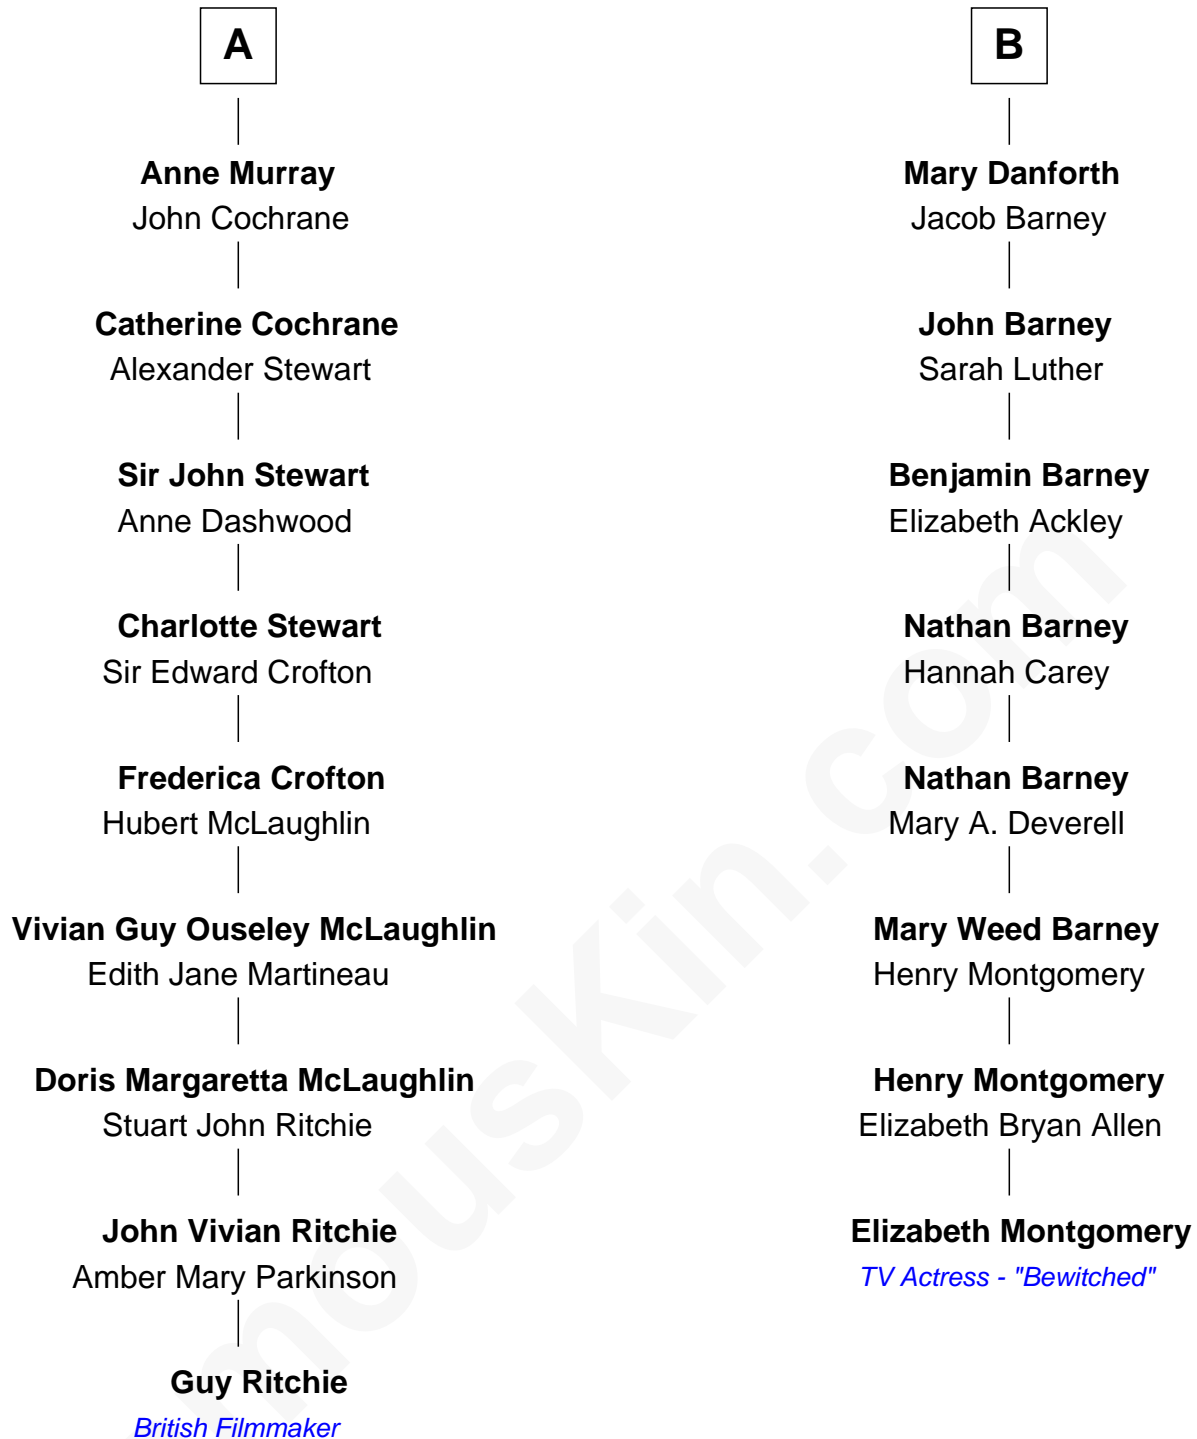 A
Anne Murray
John Cochrane
Catherine Cochrane
Alexander Stewart
Sir John Stewart
Anne Dashwood
Charlotte Stewart
Sir Edward Crofton
Frederica Crofton
Hubert McLaughlin
Vivian Guy Ouseley McLaughlin
Edith Jane Martineau
Doris Margaretta McLaughlin
Stuart John Ritchie
John Vivian Ritchie
Amber Mary Parkinson
Guy Ritchie
British Filmmaker
B
Mary Danforth
Jacob Barney
John Barney
Sarah Luther
Benjamin Barney
Elizabeth Ackley
Nathan Barney
Hannah Carey
Nathan Barney
Mary A. Deverell
Mary Weed Barney
Henry Montgomery
Henry Montgomery
Elizabeth Bryan Allen
Elizabeth Montgomery
TV Actress - "Bewitched"
mousKin.com